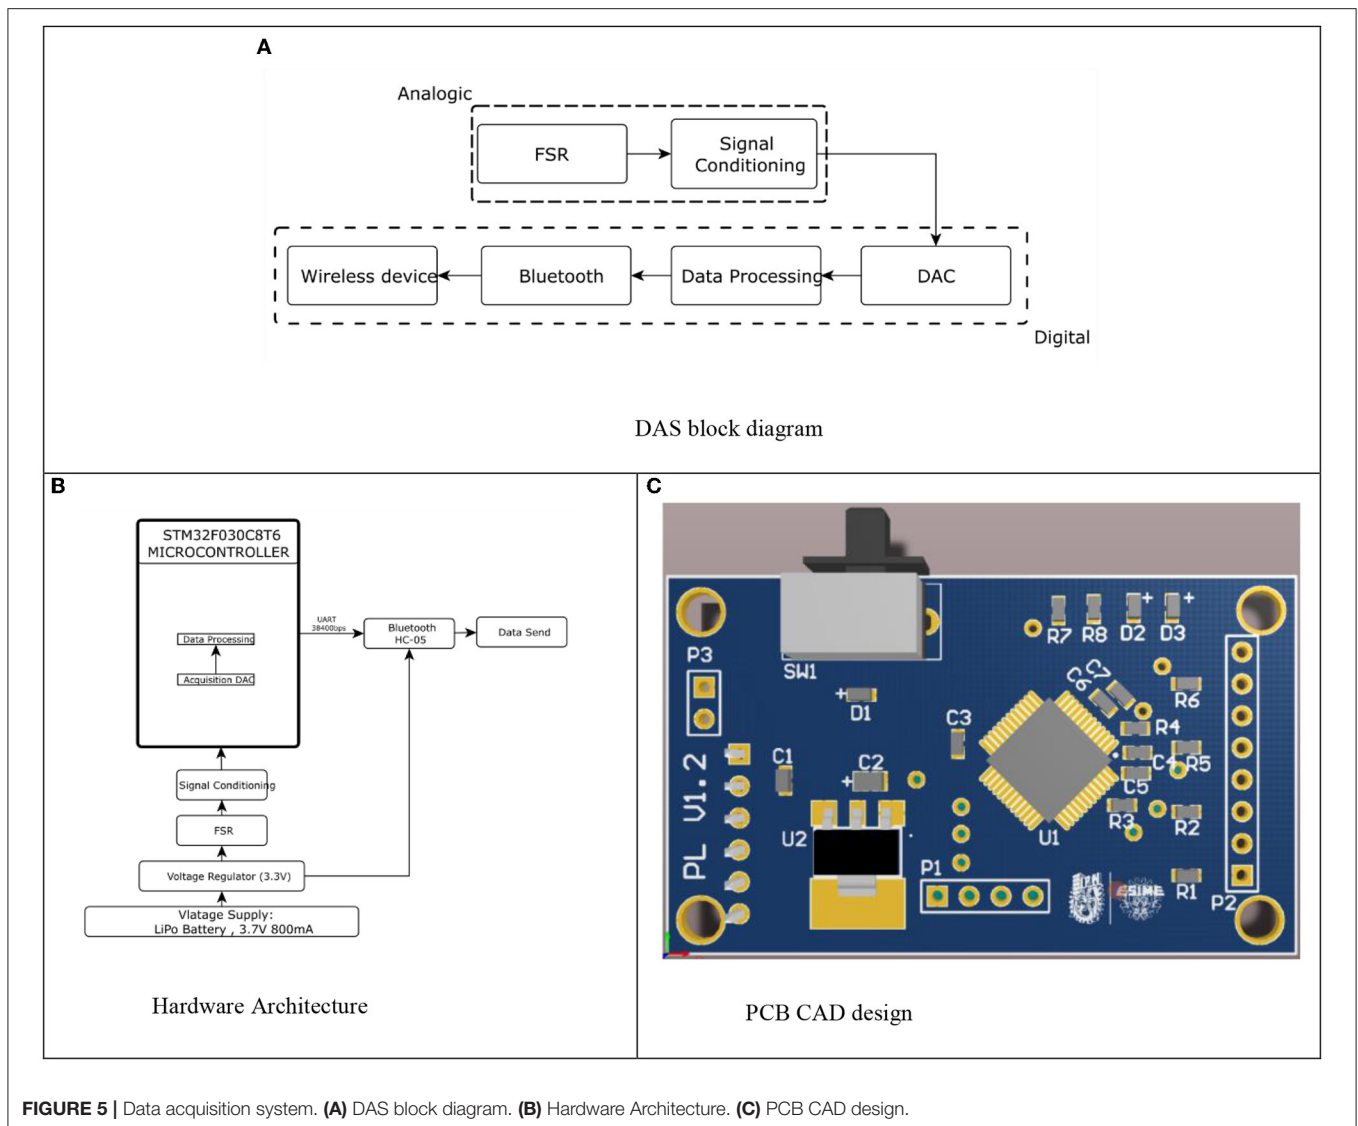 A
Analogic
FSR
Signal
Conditioning
Wireless device
Bluetooth
Data Processing
DAC
Digital
DAS block diagram
B
STM32F030C8T6
MICROCONTROLLER
Data Processing
Acquisition DAC
UART
38400bps
Bluetooth
HC-05
Data Send
Signal Conditioning
FSR
Voltage Regulator (3.3V)
Vlatage Supply:
LiPo Battery , 3.7V 800mA
Hardware Architecture
C
P3
SW1
R7
R8
D2
D3
+
+
C6
C7
R6
+
D1
C3
R4
C4
R5
C5
C1
+
C2
PL V1.2
U2
U1
R3
R2
P1
IPN
ESIME
R1
P2
PCB CAD design
FIGURE 5 | Data acquisition system. (A) DAS block diagram. (B) Hardware Architecture. (C) PCB CAD design.